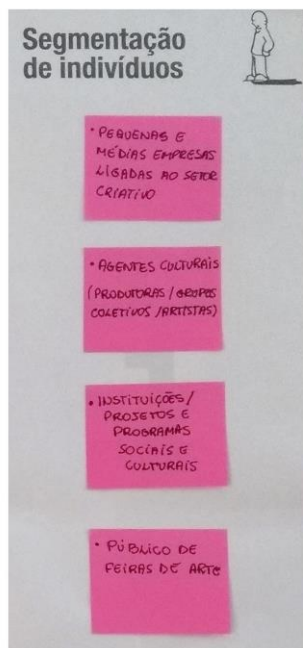 Segmentação
de indivíduos
• PEQUENAS E
MÉDIAS EMPRESAS
LIGADAS AO SETOR
CRIATIVO
• AGENTES CULTURAIS
(PRODUTORAS / GRUPOS
COLETIVOS / ARTISTAS)
• INSTITUIÇÕES /
PROJETOS E
PROGRAMAS
SOCIAIS E
CULTURAIS
• PÚBLICO DE
FEIRAS DE ARTE